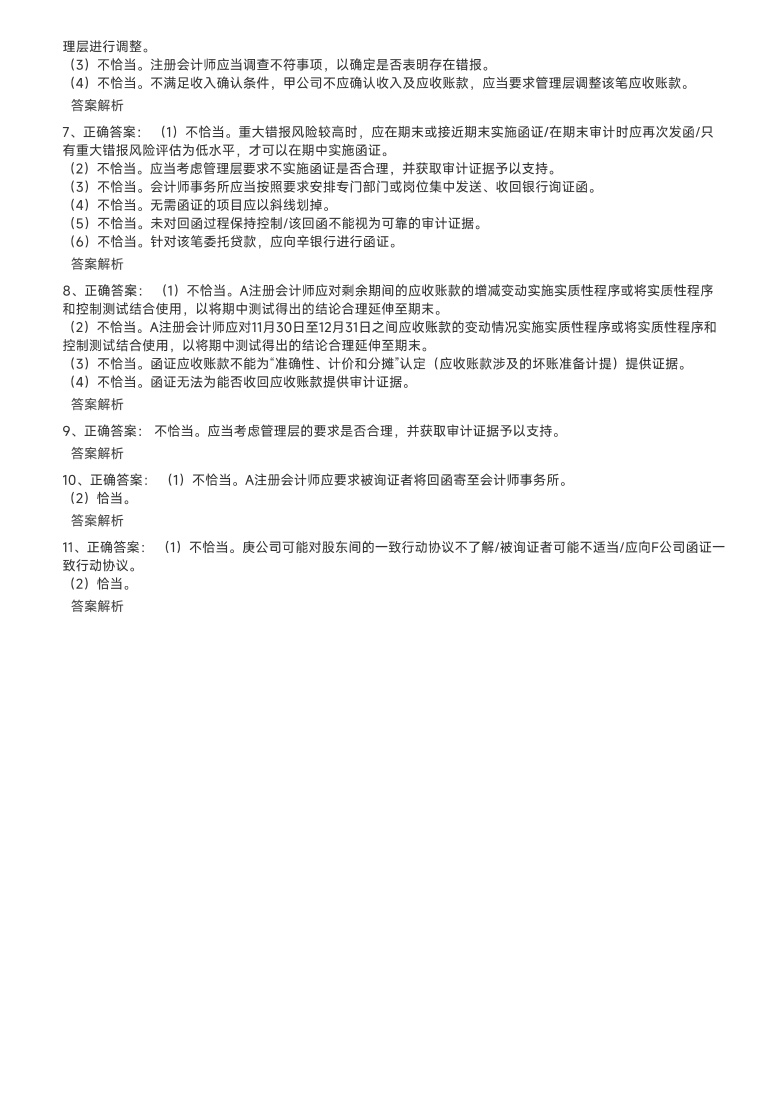 理层进行调整。
（3）不恰当。注册会计师应当调查不符事项，以确定是否表明存在错报。
（4）不恰当。不满足收入确认条件，甲公司不应确认收入及应收账款，应当要求管理层调整该笔应收账款。
答案解析
7、正确答案： （1）不恰当。重大错报风险较高时，应在期末或接近期末实施函证/在期末审计时应再次发函/只
有重大错报风险评估为低水平，才可以在期中实施函证。
（2）不恰当。应当考虑管理层要求不实施函证是否合理，并获取审计证据予以支持。
（3）不恰当。会计师事务所应当按照要求安排专门部门或岗位集中发送、收回银行询证函。
（4）不恰当。无需函证的项目应以斜线划掉。
（5）不恰当。未对回函过程保持控制/该回函不能视为可靠的审计证据。
（6）不恰当。针对该笔委托贷款，应向辛银行进行函证。
答案解析
8、正确答案： （1）不恰当。A注册会计师应对剩余期间的应收账款的增减变动实施实质性程序或将实质性程序
和控制测试结合使用，以将期中测试得出的结论合理延伸至期末。
（2）不恰当。A注册会计师应对11月30日至12月31日之间应收账款的变动情况实施实质性程序或将实质性程序和
控制测试结合使用，以将期中测试得出的结论合理延伸至期末。
（3）不恰当。函证应收账款不能为“准确性、计价和分摊”认定（应收账款涉及的坏账准备计提）提供证据。
（4）不恰当。函证无法为能否收回应收账款提供审计证据。
答案解析
9、正确答案： 不恰当。应当考虑管理层的要求是否合理，并获取审计证据予以支持。
答案解析
10、正确答案： （1）不恰当。A注册会计师应要求被询证者将回函寄至会计师事务所。
（2）恰当。
答案解析
11、正确答案： （1）不恰当。庚公司可能对股东间的一致行动协议不了解/被询证者可能不适当/应向F公司函证一
致行动协议。
（2）恰当。
答案解析